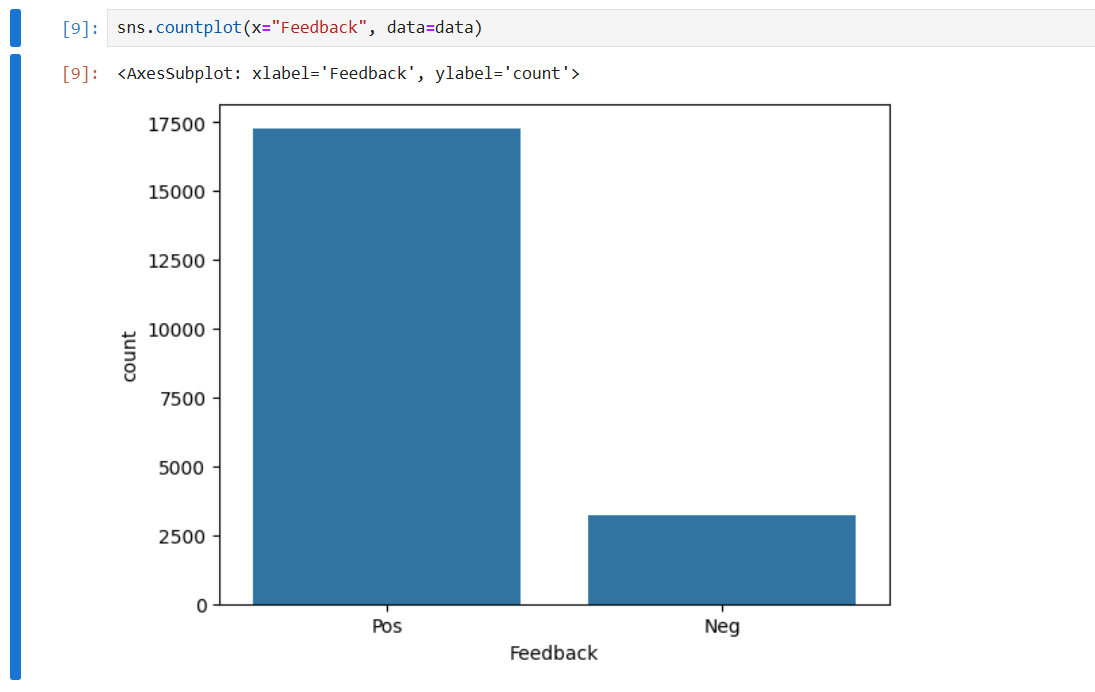 [9]: sns.countplot(x="Feedback", data=data)
[9]: <AxesSubplot: xlabel='Feedback', ylabel='count'>
17500
15000
12500
10000
7500
5000
2500
0
count
Pos Neg
Feedback